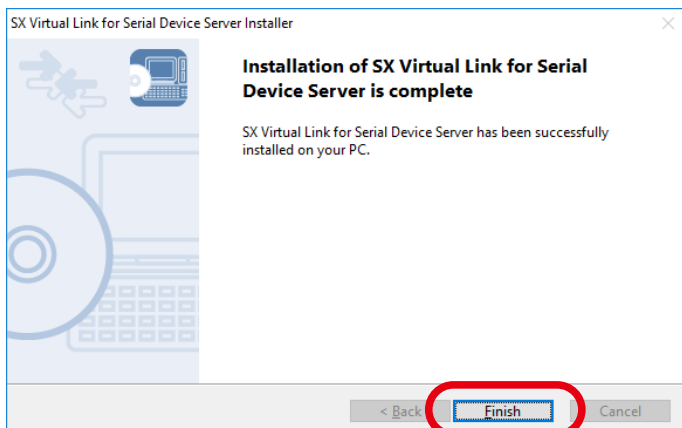 SX Virtual Link for Serial Device Server Installer
Installation of SX Virtual Link for Serial
Device Server is complete
SX Virtual Link for Serial Device Server has been successfully
installed on your PC.
< Back
Finish
Cancel